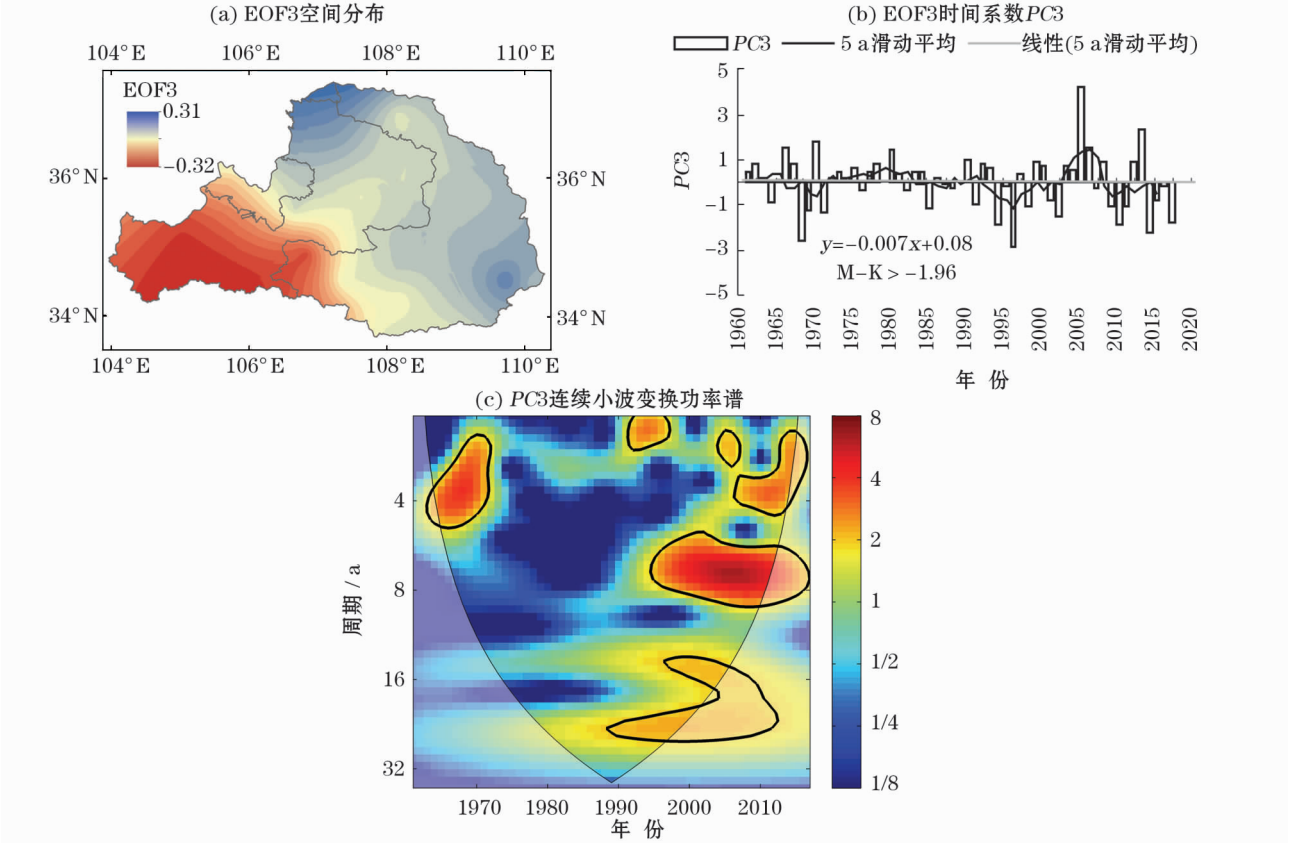 (a) EOF3空间分布
104°E 106°E 108°E 110°E
EOF3
0.31
-0.32
36°N 36°N
34°N 34°N
104°E 106°E 108°E 110°E
(b) EOF3时间系数PC3
PC3 5 a滑动平均 线性(5 a滑动平均)
5
3
1
-1
-3
-5
PC3
y=-0.007x+0.08
M-K>-1.96
1960 1965 1970 1975 1980 1985 1990 1995 2000 2005 2010 2015 2020
年 份
(c) PC3连续小波变换功率谱
4
8
16
32
周期/a
1970 1980 1990 2000 2010
年 份
8
4
2
1
1/2
1/4
1/8